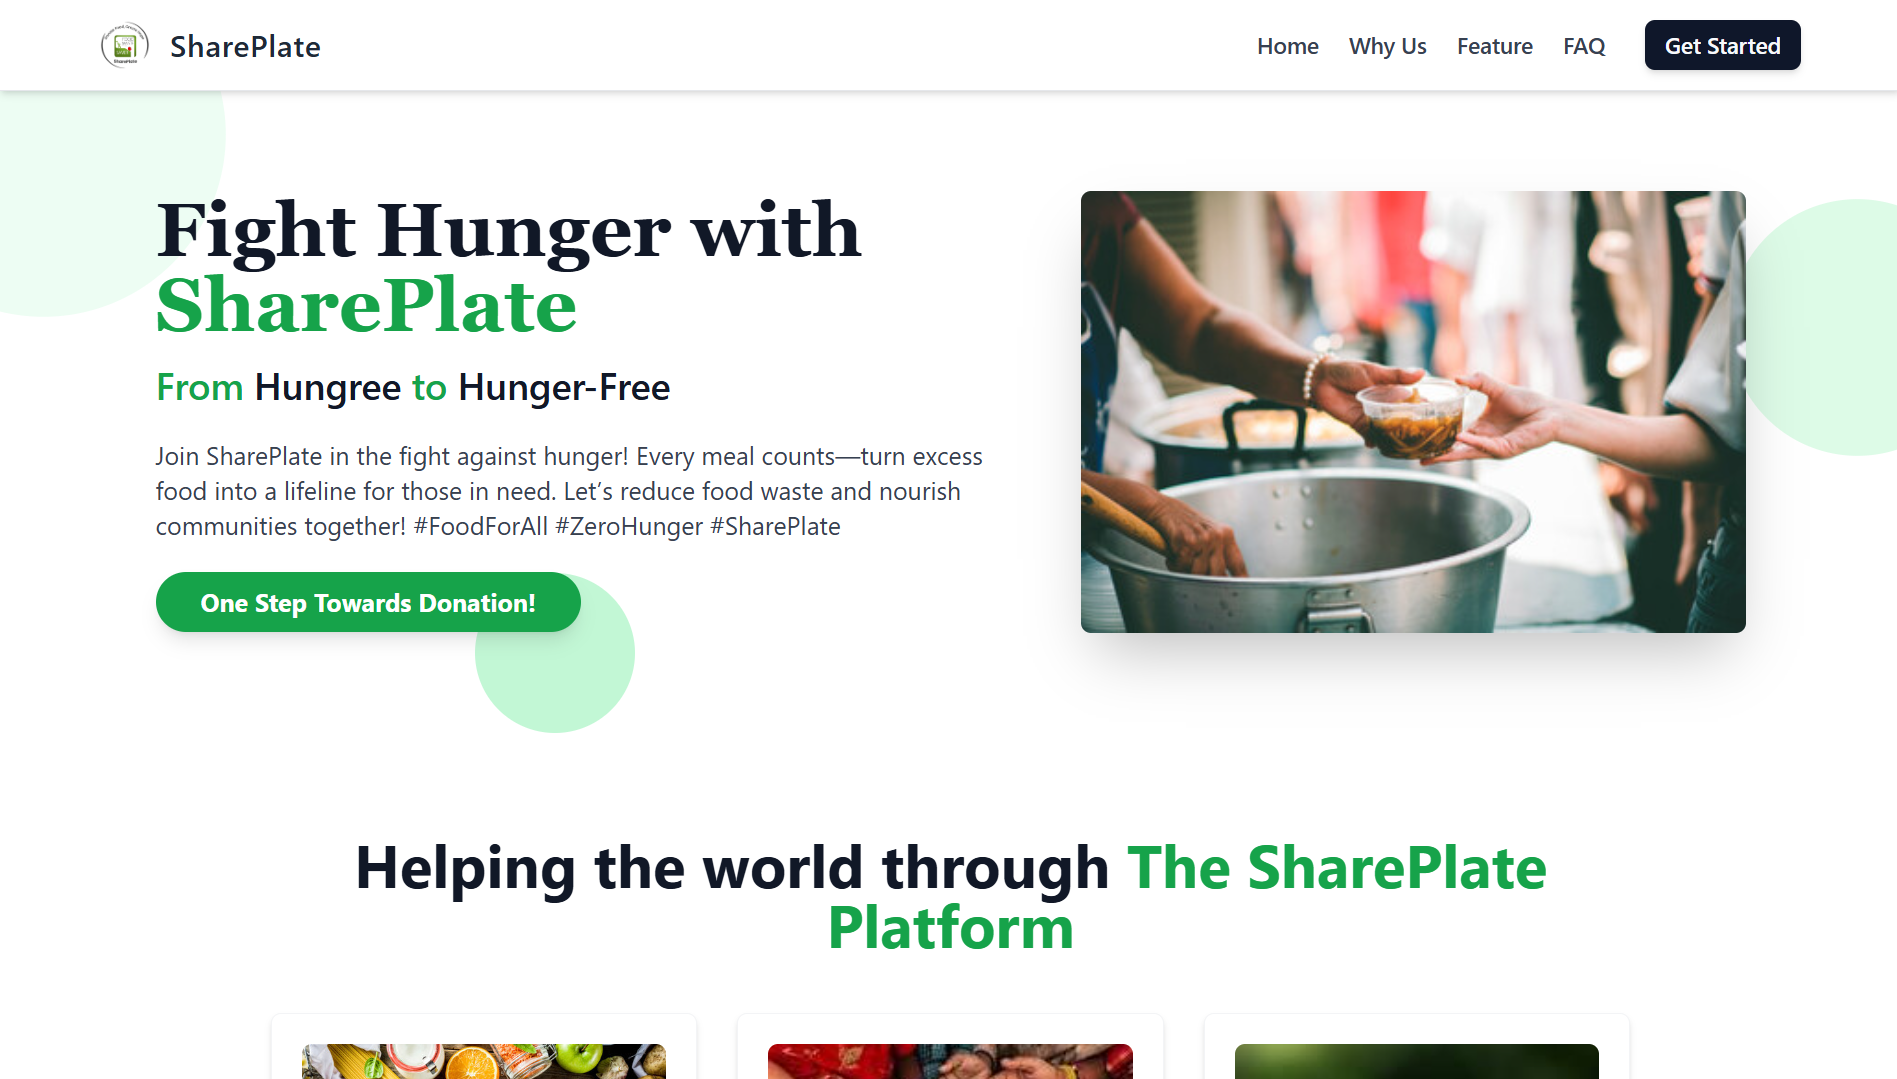 SharePlate
SharePlate
Home
Why Us
Feature
FAQ
Get Started
Fight Hunger with
SharePlate
From Hungree to Hunger-Free
Join SharePlate in the fight against hunger! Every meal counts—turn excess
food into a lifeline for those in need. Let’s reduce food waste and nourish
communities together! #FoodForAll #ZeroHunger #SharePlate
One Step Towards Donation!
Helping the world through The SharePlate
Platform